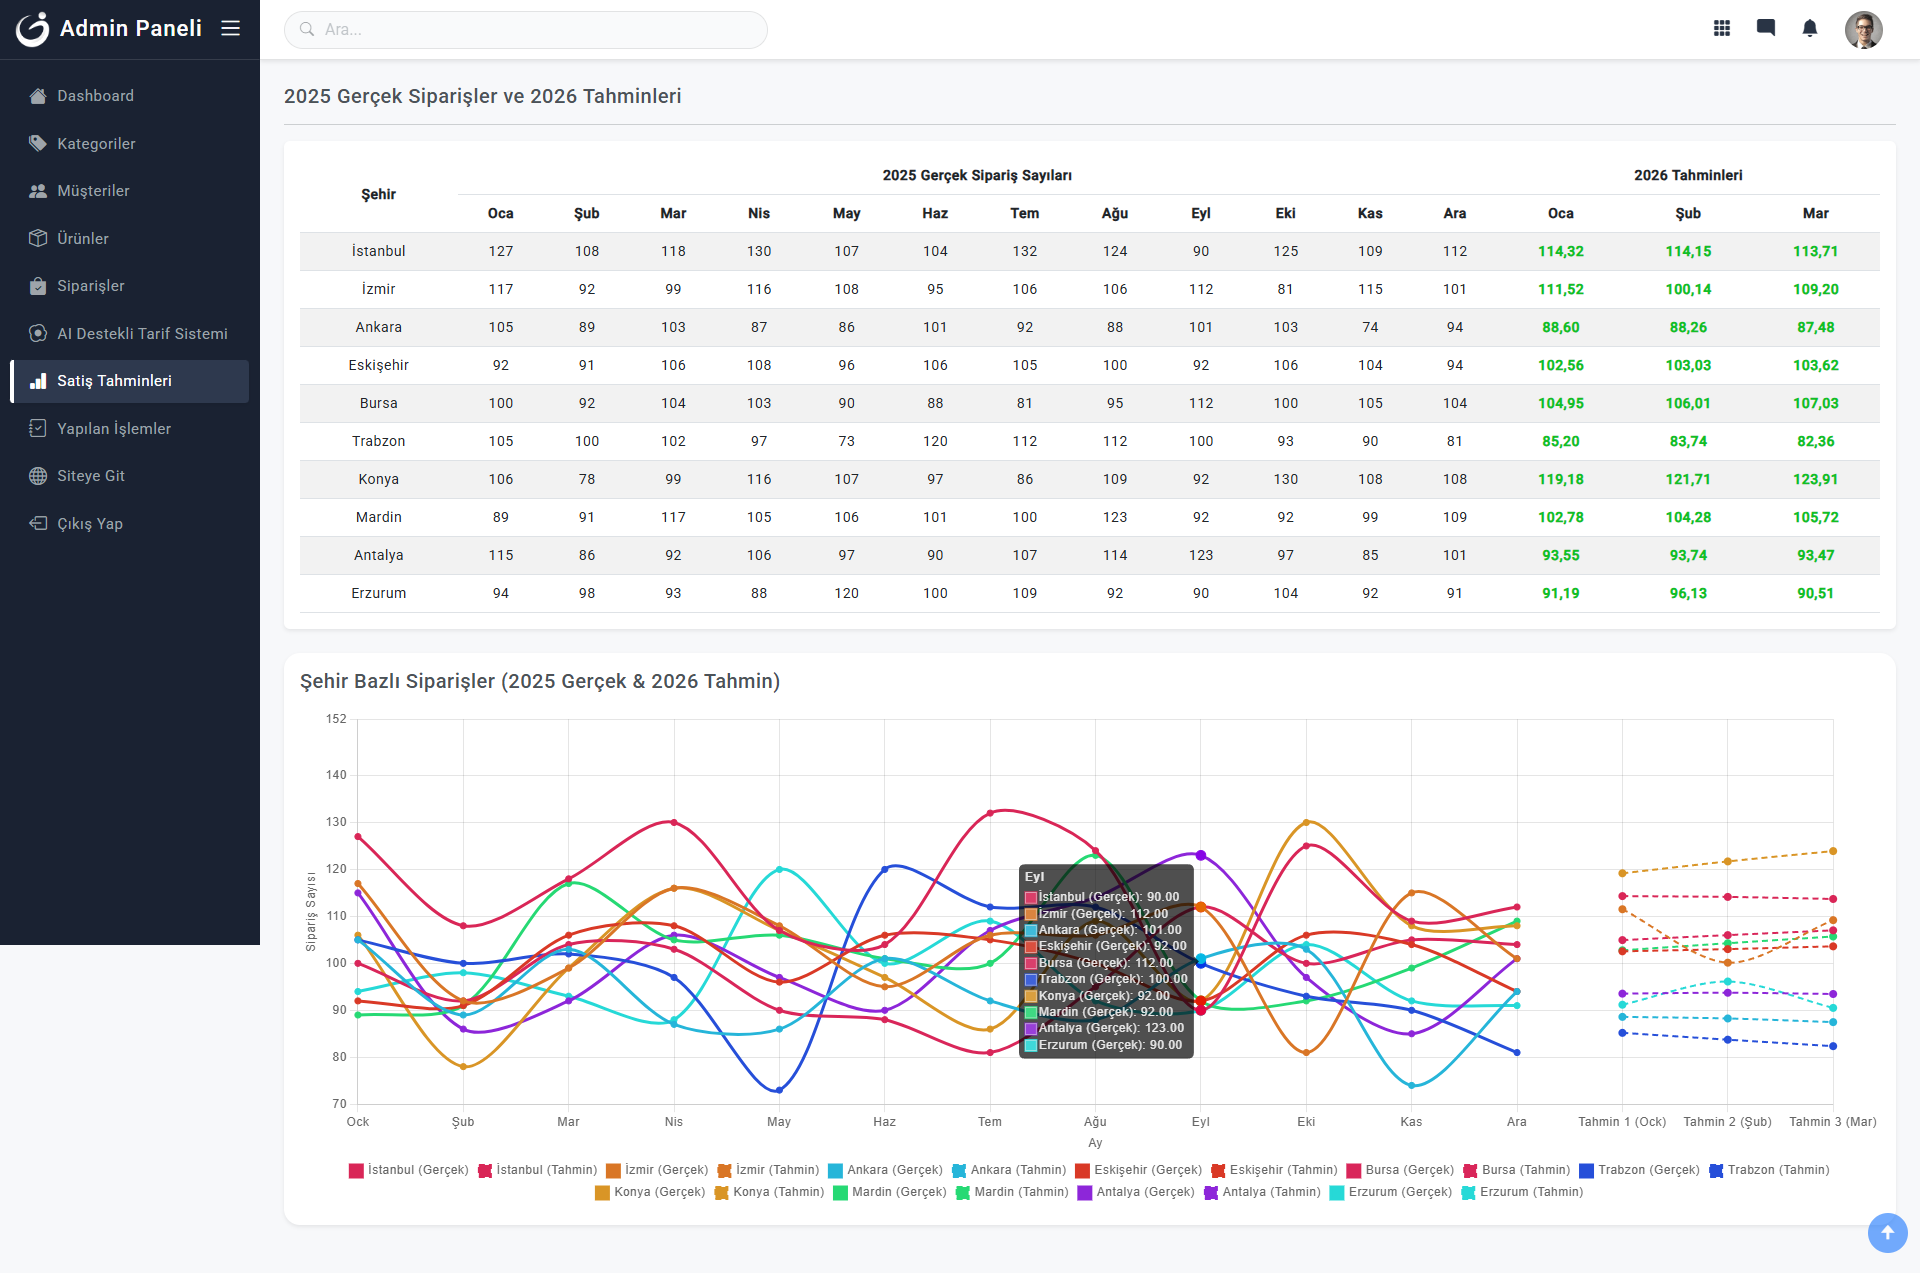 Admin Paneli
Ara...
Dashboard
Kategoriler
Müşteriler
Ürünler
Siparişler
AI Destekli Tarif Sistemi
Satiş Tahminleri
Yapılan İşlemler
Siteye Git
Çıkış Yap
2025 Gerçek Siparişler ve 2026 Tahminleri
Şehir 2025 Gerçek Sipariş Sayıları 2026 Tahminleri
Oca Şub Mar Nis May Haz Tem Ağu Eyl Eki Kas Ara Oca Şub Mar
İstanbul 127 108 118 130 107 104 132 124 90 125 109 112 114,32 114,15 113,71
İzmir 117 92 99 116 108 95 106 106 112 81 115 101 111,52 100,14 109,20
Ankara 105 89 103 87 86 101 92 88 101 103 74 94 88,60 88,26 87,48
Eskişehir 92 91 106 108 96 106 105 100 92 106 104 94 102,56 103,03 103,62
Bursa 100 92 104 103 90 88 81 95 112 100 105 104 104,95 106,01 107,03
Trabzon 105 100 102 97 73 120 112 112 100 93 90 81 85,20 83,74 82,36
Konya 106 78 99 116 107 97 86 109 92 130 108 108 119,18 121,71 123,91
Mardin 89 91 117 105 106 101 100 123 92 92 99 109 102,78 104,28 105,72
Antalya 115 86 92 106 97 90 107 114 123 97 85 101 93,55 93,74 93,47
Erzurum 94 98 93 88 120 100 109 92 90 104 92 91 91,19 96,13 90,51
Şehir Bazlı Siparişler (2025 Gerçek & 2026 Tahmin)
152
140
130
120
110
100
90
80
70
Sipariş Sayısı
Eyl
İstanbul (Gerçek): 90.00
İzmir (Gerçek): 112.00
Ankara (Gerçek): 101.00
Eskişehir (Gerçek): 92.00
Bursa (Gerçek): 112.00
Trabzon (Gerçek): 100.00
Konya (Gerçek): 92.00
Mardin (Gerçek): 92.00
Antalya (Gerçek): 123.00
Erzurum (Gerçek): 90.00
Ock Şub Mar Nis May Haz Tem Ağu Eyl Eki Kas Ara Tahmin 1 (Ock) Tahmin 2 (Şub) Tahmin 3 (Mar)
Ay
İstanbul (Gerçek) İstanbul (Tahmin) İzmir (Gerçek) İzmir (Tahmin) Ankara (Gerçek) Ankara (Tahmin) Eskişehir (Gerçek) Eskişehir (Tahmin) Bursa (Gerçek) Bursa (Tahmin) Trabzon (Gerçek) Trabzon (Tahmin)
Konya (Gerçek) Konya (Tahmin) Mardin (Gerçek) Mardin (Tahmin) Antalya (Gerçek) Antalya (Tahmin) Erzurum (Gerçek) Erzurum (Tahmin)